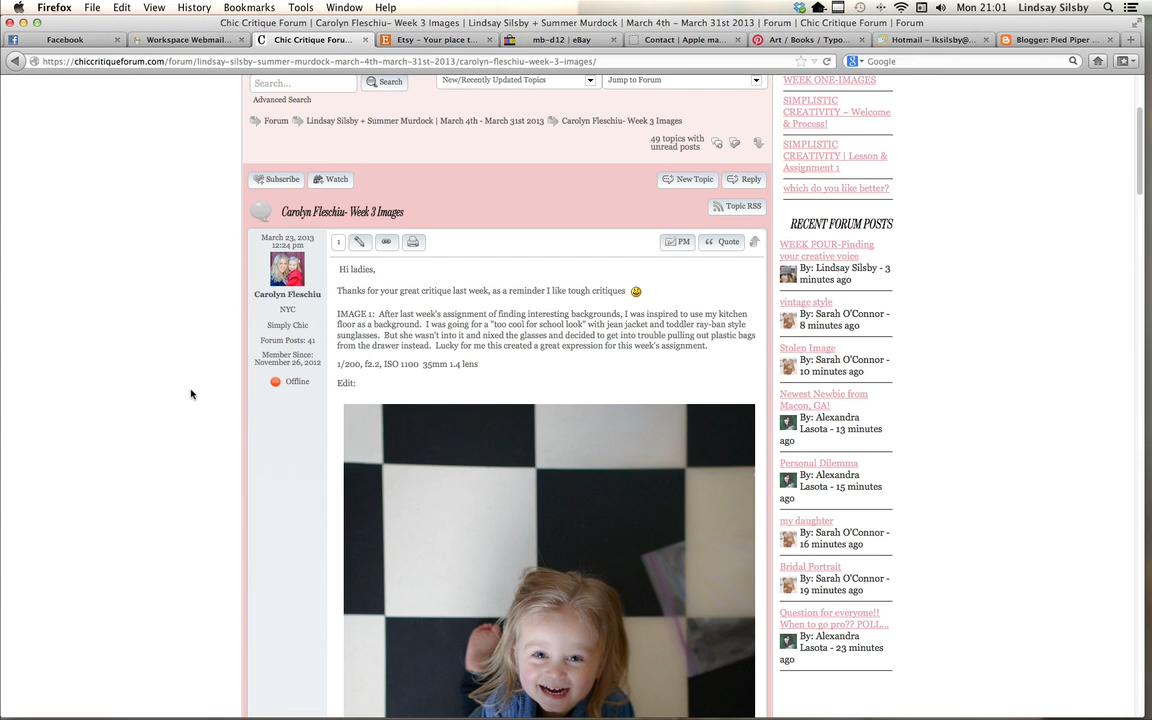 Firefox File Edit View History Bookmarks Tools Window Help Mon 21:01 Lindsay Silsby
Chic Critique Forum | Carolyn Fleschiu- Week 3 Images | Lindsay Silsby + Summer Murdock | March 4th - March 31st 2013 | Forum | Chic Critique Forum | Forum
Facebook Workspace Webmail... Chic Critique Forum... Etsy – Your place t... mb-d12 | eBay Contact | Apple ma... Art / Books / Typo... Hotmail – lksilsby@... Blogger: Pied Piper ...
https://chiccritiqueforum.com/forum/lindsay-silsby-summer-murdock-march-4th-march-31st-2013/carolyn-fleschiu-week-3-images/ Google
Search... Search New/Recently Updated Topics Jump to Forum
Advanced Search
Forum Lindsay Silsby + Summer Murdock | March 4th - March 31st 2013 Carolyn Fleschiu- Week 3 Images
49 topics with
unread posts
Subscribe Watch New Topic Reply
Carolyn Fleschiu- Week 3 Images Topic RSS
March 23, 2013
12:24 pm
Carolyn Fleschiu
NYC
Simply Chic
Forum Posts: 41
Member Since:
November 26, 2012
Offline
1 PM Quote
Hi ladies,
Thanks for your great critique last week, as a reminder I like tough critiques
IMAGE 1: After last week's assignment of finding interesting backgrounds, I was inspired to use my kitchen
floor as a background. I was going for a "too cool for school look" with jean jacket and toddler ray-ban style
sunglasses. But she wasn't into it and nixed the glasses and decided to get into trouble pulling out plastic bags
from the drawer instead. Lucky for me this created a great expression for this week's assignment.
1/200, f2.2, ISO 1100 35mm 1.4 lens
Edit:
WEEK ONE-IMAGES
SIMPLISTIC
CREATIVITY – Welcome
& Process!
SIMPLISTIC
CREATIVITY | Lesson &
Assignment 1
which do you like better?
RECENT FORUM POSTS
WEEK FOUR-Finding
your creative voice
By: Lindsay Silsby - 3
minutes ago
vintage style
By: Sarah O'Connor -
8 minutes ago
Stolen Image
By: Sarah O'Connor -
10 minutes ago
Newest Newbie from
Macon, GA!
By: Alexandra
Lasota - 13 minutes
ago
Personal Dilemma
By: Alexandra
Lasota - 15 minutes
ago
my daughter
By: Sarah O'Connor -
16 minutes ago
Bridal Portrait
By: Sarah O'Connor -
19 minutes ago
Question for everyone!!
When to go pro?? POLL...
By: Alexandra
Lasota - 23 minutes
ago